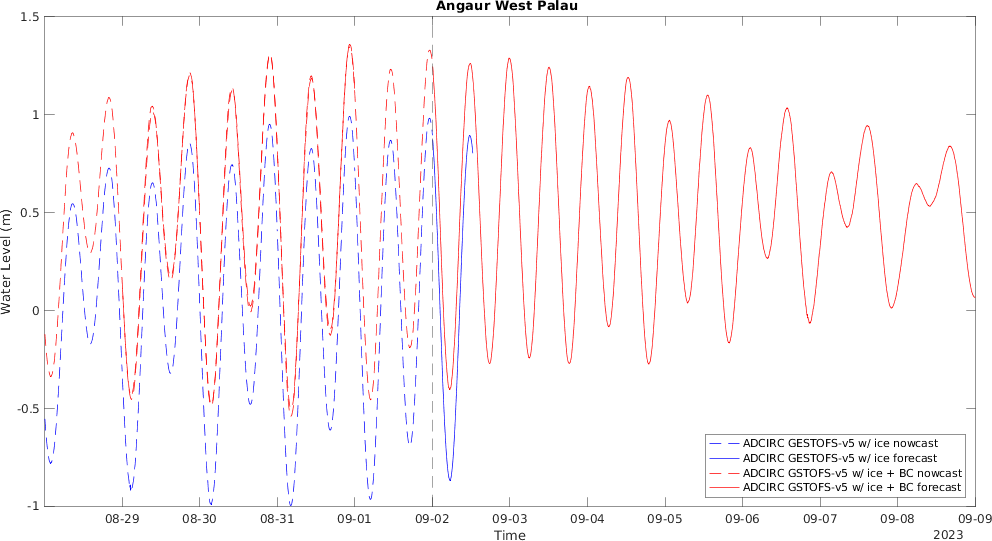 Angaur West Palau
Water Level (m)
1.5
1
0.5
0
-0.5
-1
08-29 08-30 08-31 09-01 09-02 09-03 09-04 09-05 09-06 09-07 09-08 09-09
Time
2023
ADCIRC GESTOFS-v5 w/ ice nowcast
ADCIRC GESTOFS-v5 w/ ice forecast
ADCIRC GSTOFS-v5 w/ ice + BC nowcast
ADCIRC GSTOFS-v5 w/ ice + BC forecast